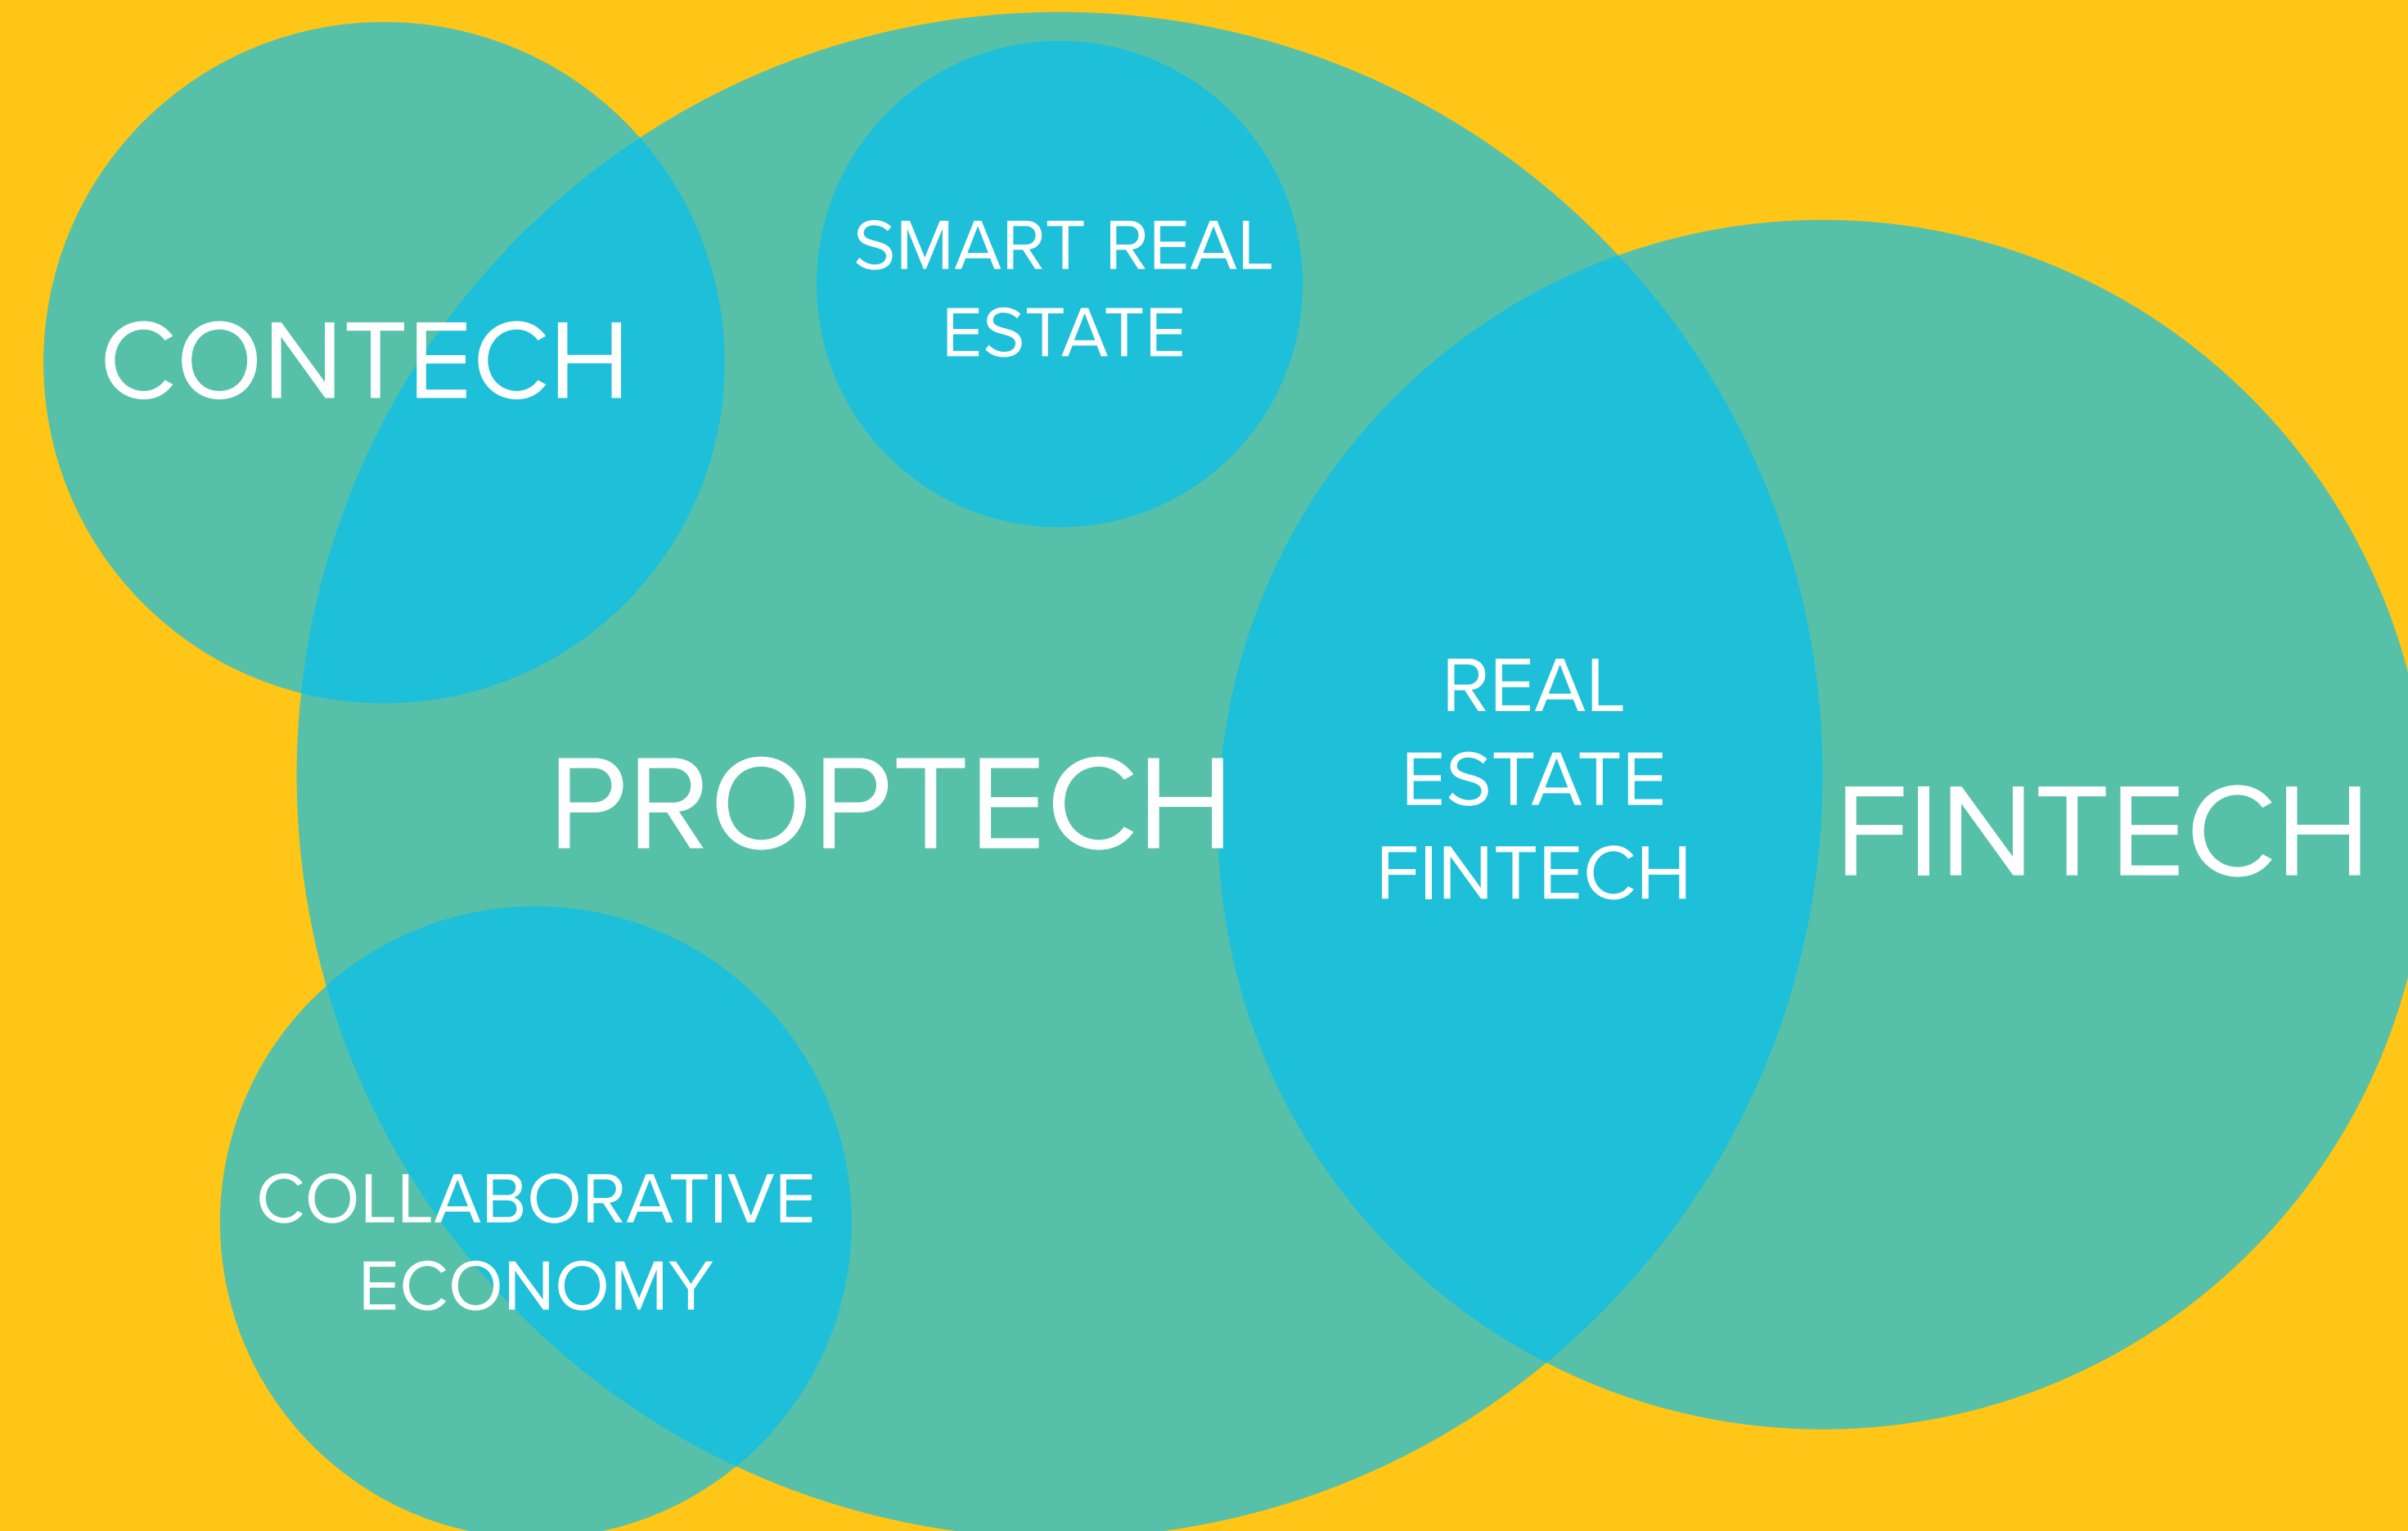 SMART REAL
ESTATE
CONTECH
REAL
ESTATE
FINTECH
PROPTECH
FINTECH
COLLABORATIVE
ECONOMY